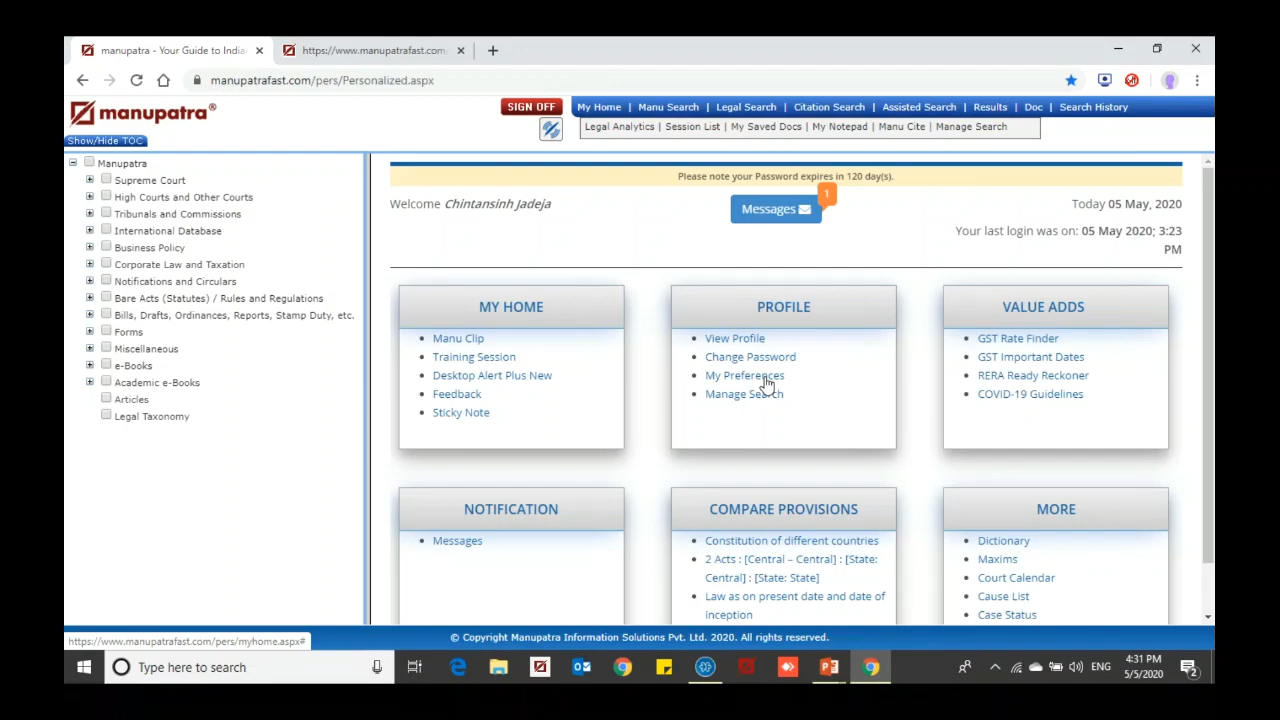 manupatra - Your Guide to India
https://www.manupatrafast.com/
manupatrafast.com/pers/Personalized.aspx
manupatra®
SIGN OFF
My Home | Manu Search | Legal Search | Citation Search | Assisted Search | Results | Doc | Search History
Legal Analytics | Session List | My Saved Docs | My Notepad | Manu Cite | Manage Search
Show/Hide TOC
Manupatra
Supreme Court
High Courts and Other Courts
Tribunals and Commissions
International Database
Business Policy
Corporate Law and Taxation
Notifications and Circulars
Bare Acts (Statutes) / Rules and Regulations
Bills, Drafts, Ordinances, Reports, Stamp Duty, etc.
Forms
Miscellaneous
e-Books
Academic e-Books
Articles
Legal Taxonomy
Please note your Password expires in 120 day(s).
Welcome Chintansinh Jadeja
Messages
1
Today 05 May, 2020
Your last login was on: 05 May 2020; 3:23
PM
MY HOME
Manu Clip
Training Session
Desktop Alert Plus New
Feedback
Sticky Note
PROFILE
View Profile
Change Password
My Preferences
Manage Search
VALUE ADDS
GST Rate Finder
GST Important Dates
RERA Ready Reckoner
COVID-19 Guidelines
NOTIFICATION
Messages
COMPARE PROVISIONS
Constitution of different countries
2 Acts : [Central – Central] : [State:
Central] : [State: State]
Law as on present date and date of
inception
MORE
Dictionary
Maxims
Court Calendar
Cause List
Case Status
https://www.manupatrafast.com/pers/myhome.aspx#
© Copyright Manupatra Information Solutions Pvt. Ltd. 2020. All rights reserved.
Type here to search
ENG
4:31 PM
5/5/2020
2